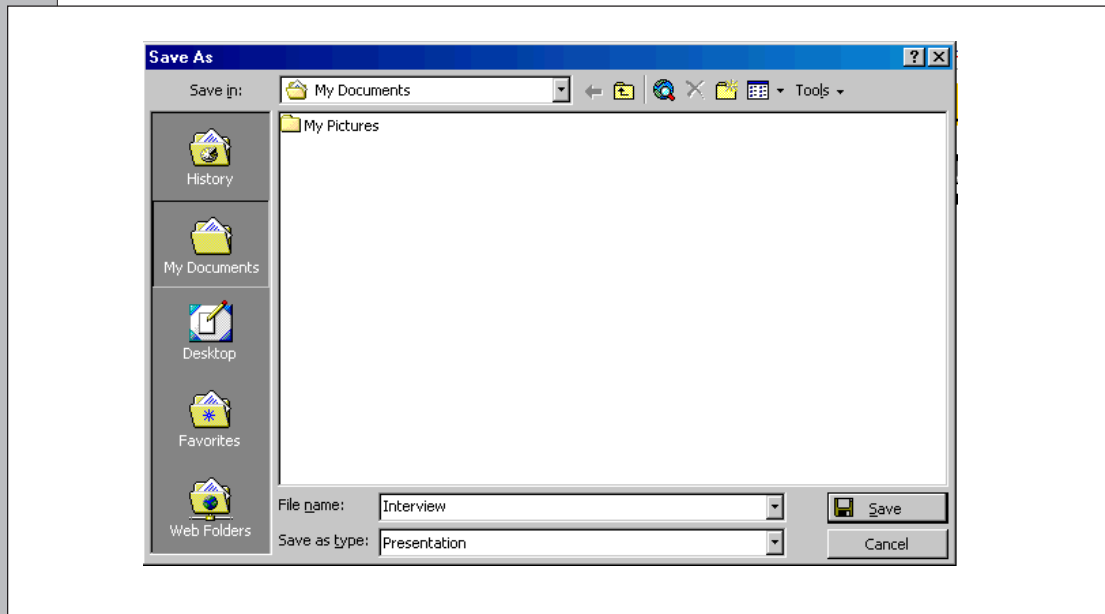 Save As
Save in: My Documents Tools
My Pictures
History
My Documents
Desktop
Favorites
Web Folders
File name: Interview Save
Save as type: Presentation Cancel